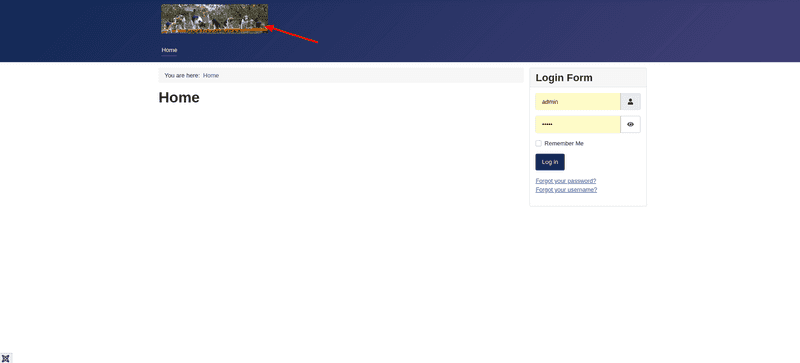 Home
You are here: Home
Home
Login Form
admin
•••••
Remember Me
Log in
Forgot your password?
Forgot your username?